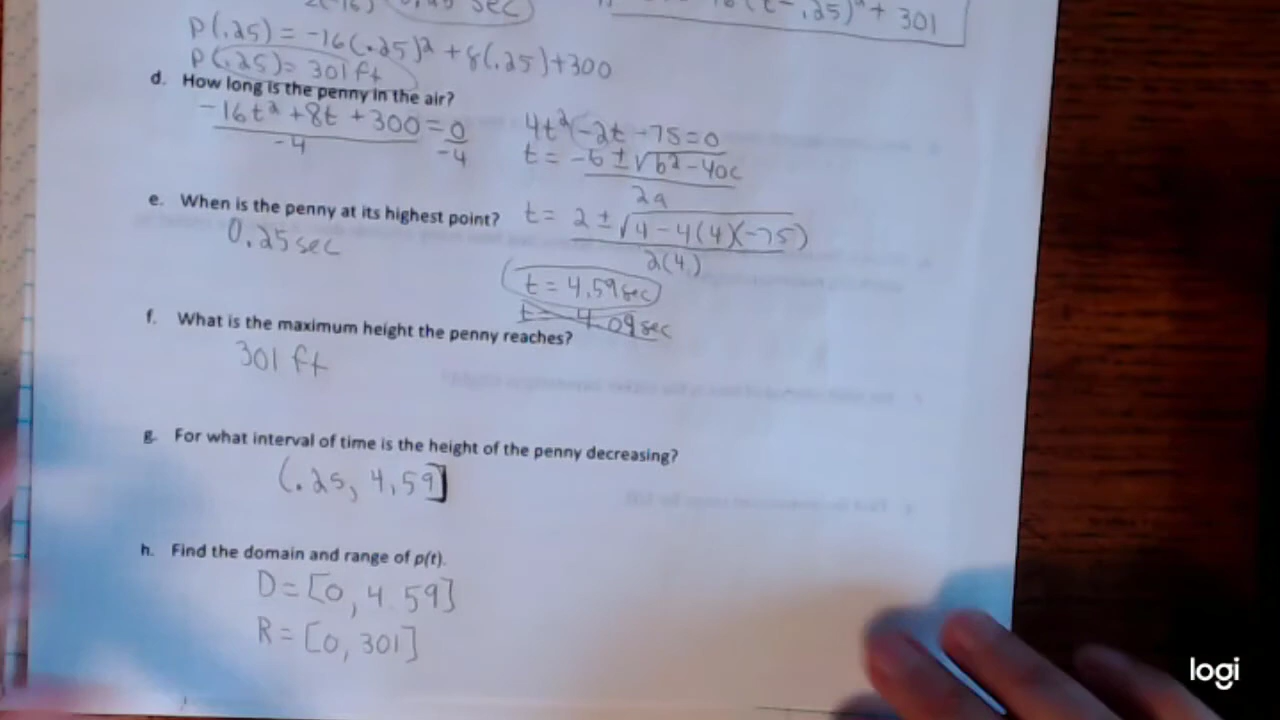 sec
(t-.25)² + 301
P(.25) = -16(.25)² + 8(.25)+300
P(.25) = 301 ft
d. How long is the penny in the air?
-16t² +8t +300 = 0
-4 -4
4t² -2t -75=0
t = -b ± √b²-4ac
2a
t = 2 ± √4-4(4)(-75)
2(4)
t = 4.59 sec
t = -4.09 sec
e. When is the penny at its highest point?
0.25 sec
f. What is the maximum height the penny reaches?
301 ft
g. For what interval of time is the height of the penny decreasing?
(.25, 4.59]
h. Find the domain and range of p(t).
D = [0, 4.59]
R = [0, 301]
logi